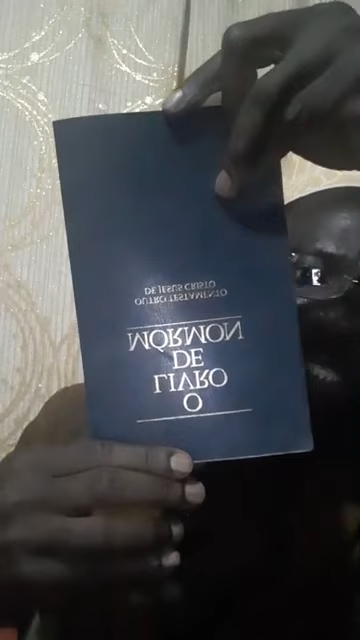 O
LIVRO
DE
MÓRMON
OUTRO TESTAMENTO
DE JESUS CRISTO